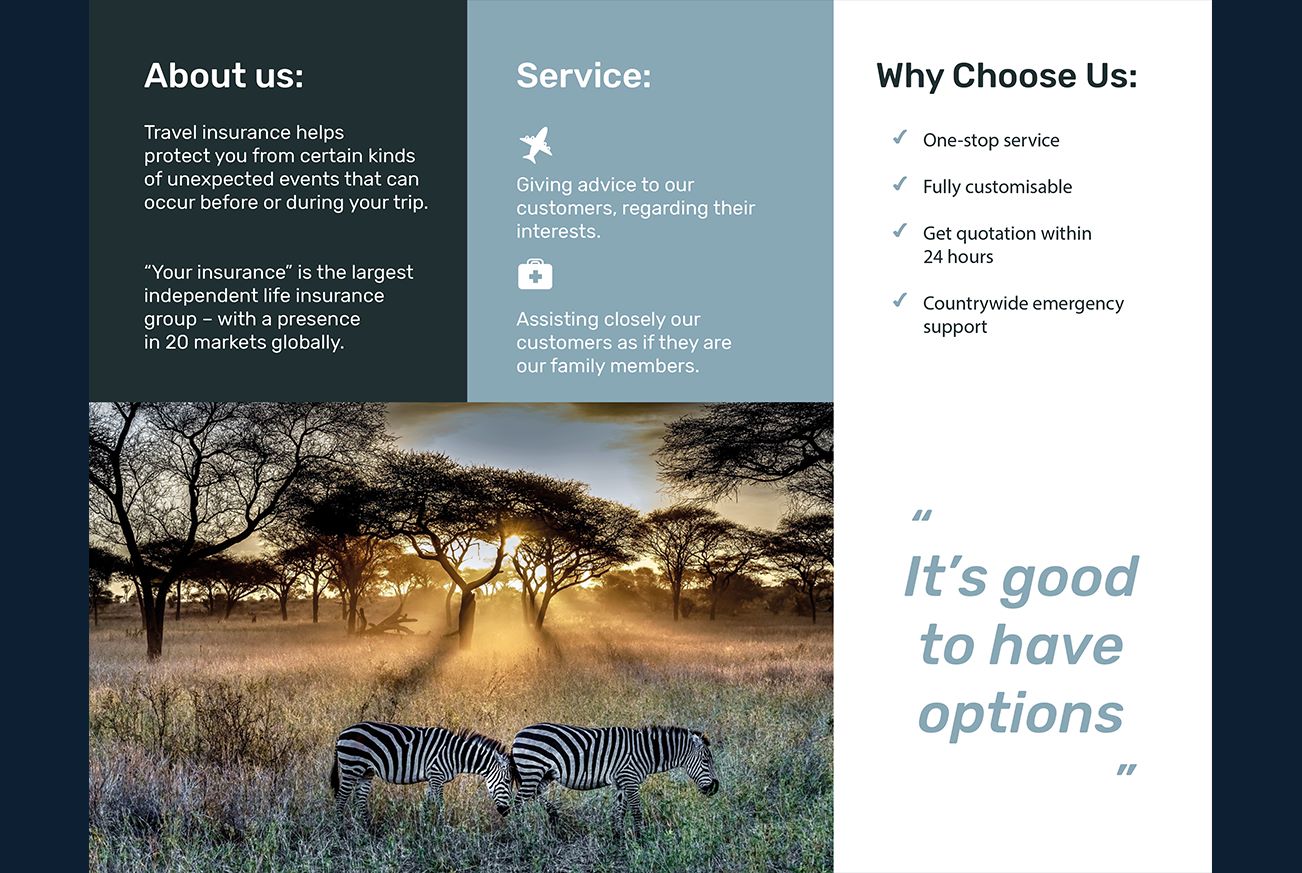 About us:
Travel insurance helps
protect you from certain kinds
of unexpected events that can
occur before or during your trip.
“Your insurance” is the largest
independent life insurance
group – with a presence
in 20 markets globally.
Service:
Giving advice to our
customers, regarding their
interests.
Assisting closely our
customers as if they are
our family members.
Why Choose Us:
One-stop service
Fully customisable
Get quotation within
24 hours
Countrywide emergency
support
“
It’s good
to have
options
”